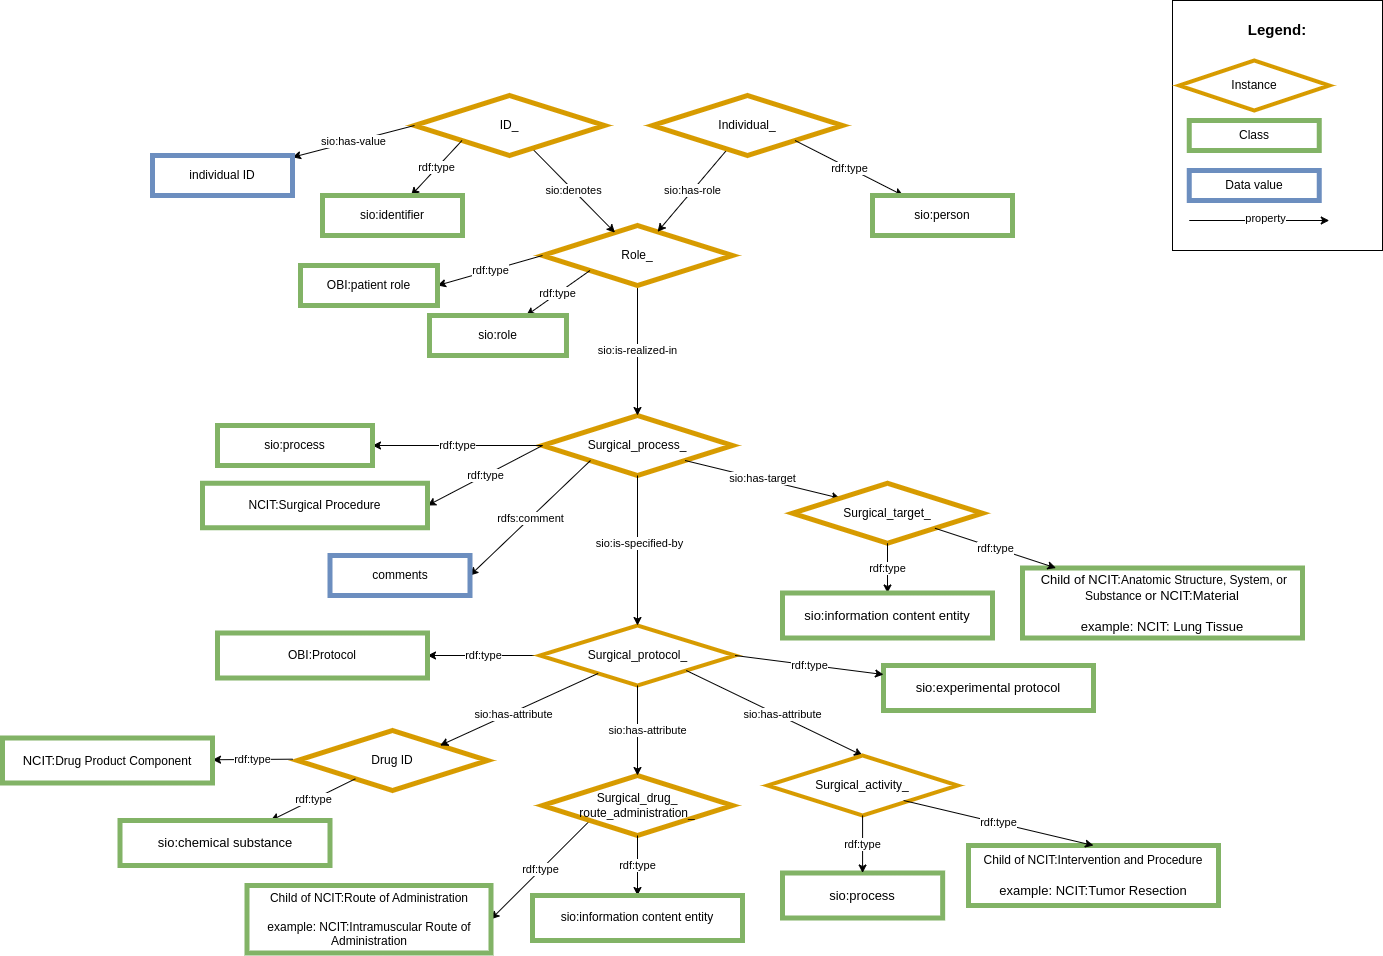 Legend:
Instance
Class
Data value
property
ID_
Individual_
sio:has-value
rdf:type
rdf:type
individual ID
sio:denotes
sio:has-role
sio:identifier
sio:person
Role_
rdf:type
OBI:patient role
rdf:type
sio:role
sio:is-realized-in
sio:process
rdf:type
Surgical_process_
rdf:type
sio:has-target
NCIT:Surgical Procedure
Surgical_target_
rdfs:comment
sio:is-specified-by
rdf:type
rdf:type
comments
Child of NCIT:Anatomic Structure, System, or
Substance or NCIT:Material
example: NCIT: Lung Tissue
sio:information content entity
OBI:Protocol
rdf:type
Surgical_protocol_
rdf:type
sio:experimental protocol
sio:has-attribute
sio:has-attribute
sio:has-attribute
NCIT:Drug Product Component
rdf:type
Drug ID
rdf:type
Surgical_drug_
route_administration_
Surgical_activity_
rdf:type
sio:chemical substance
rdf:type
rdf:type
rdf:type
Child of NCIT:Intervention and Procedure
example: NCIT:Tumor Resection
sio:process
Child of NCIT:Route of Administration
example: NCIT:Intramuscular Route of
Administration
sio:information content entity